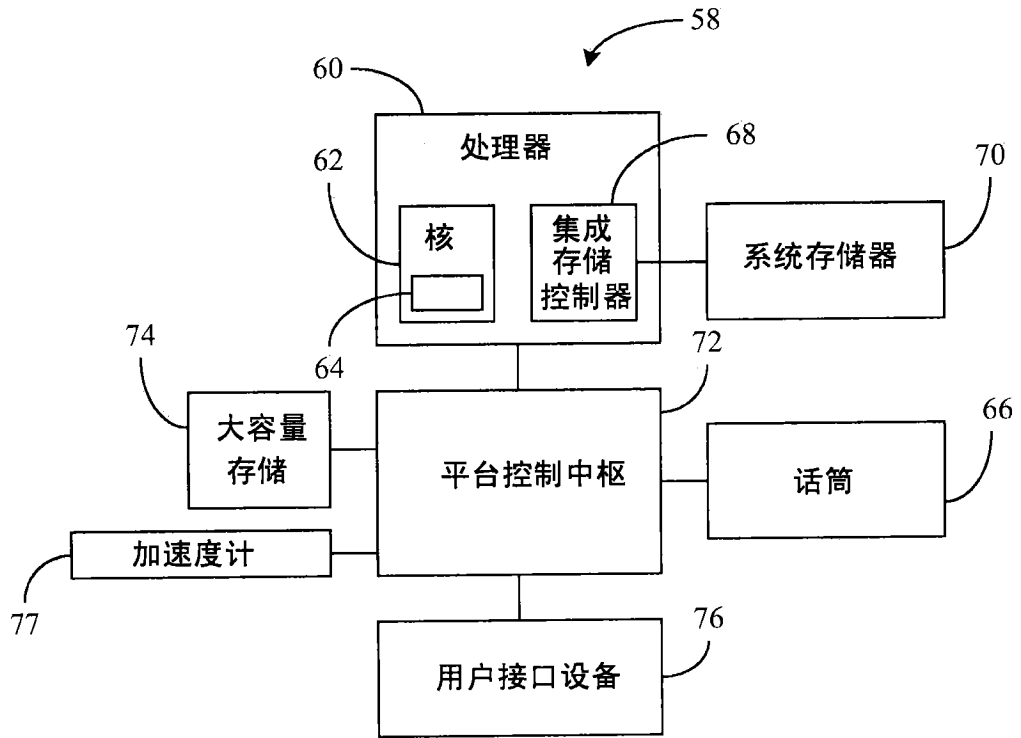 58
60
处理器
68
62
70
核
集成
存储
控制器
系统存储器
64
74
72
大容量
存储
平台控制中枢
话筒
66
加速度计
77
76
用户接口设备